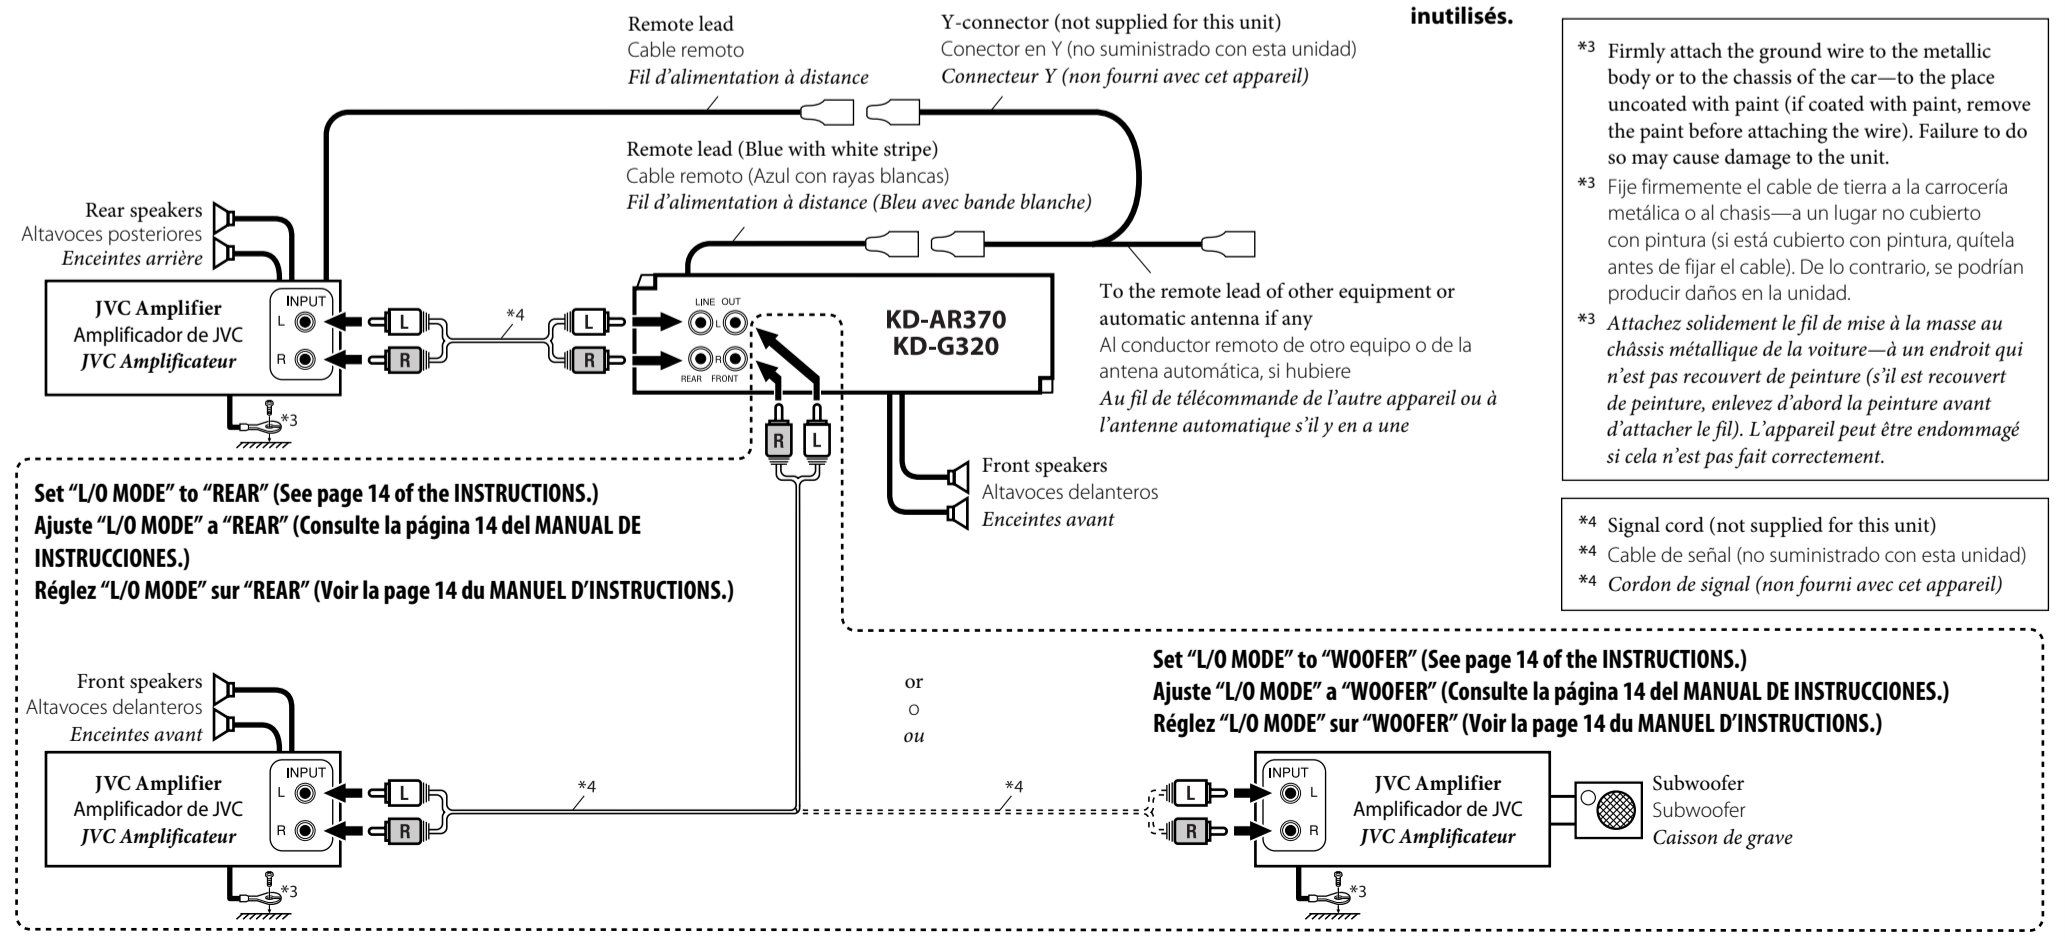 inutilisés.
Remote lead
Cable remoto
Fil d'alimentation à distance
Y-connector (not supplied for this unit)
Conector en Y (no suministrado con esta unidad)
Connecteur Y (non fourni avec cet appareil)
Remote lead (Blue with white stripe)
Cable remoto (Azul con rayas blancas)
Fil d'alimentation à distance (Bleu avec bande blanche)
Rear speakers
Altavoces posteriores
Enceintes arrière
JVC Amplifier
Amplificador de JVC
JVC Amplificateur
INPUT
L
R
L
R
*4
L
R
*3
LINE OUT
L
R
REAR FRONT
KD-AR370
KD-G320
R
L
To the remote lead of other equipment or
automatic antenna if any
Al conductor remoto de otro equipo o de la
antena automática, si hubiere
Au fil de télécommande de l'autre appareil ou à
l'antenne automatique s'il y en a une
Front speakers
Altavoces delanteros
Enceintes avant
*3 Firmly attach the ground wire to the metallic
body or to the chassis of the car—to the place
uncoated with paint (if coated with paint, remove
the paint before attaching the wire). Failure to do
so may cause damage to the unit.
*3 Fije firmemente el cable de tierra a la carrocería
metálica o al chasis—a un lugar no cubierto
con pintura (si está cubierto con pintura, quítela
antes de fijar el cable). De lo contrario, se podrían
producir daños en la unidad.
*3 Attachez solidement le fil de mise à la masse au
châssis métallique de la voiture—à un endroit qui
n'est pas recouvert de peinture (s'il est recouvert
de peinture, enlevez d'abord la peinture avant
d'attacher le fil). L'appareil peut être endommagé
si cela n'est pas fait correctement.
*4 Signal cord (not supplied for this unit)
*4 Cable de señal (no suministrado con esta unidad)
*4 Cordon de signal (non fourni avec cet appareil)
Set “L/O MODE” to “REAR” (See page 14 of the INSTRUCTIONS.)
Ajuste “L/O MODE” a “REAR” (Consulte la página 14 del MANUAL DE
INSTRUCCIONES.)
Réglez “L/O MODE” sur “REAR” (Voir la page 14 du MANUEL D'INSTRUCTIONS.)
Front speakers
Altavoces delanteros
Enceintes avant
JVC Amplifier
Amplificador de JVC
JVC Amplificateur
INPUT
L
R
L
R
*4
*3
or
o
ou
Set “L/O MODE” to “WOOFER” (See page 14 of the INSTRUCTIONS.)
Ajuste “L/O MODE” a “WOOFER” (Consulte la página 14 del MANUAL DE INSTRUCCIONES.)
Réglez “L/O MODE” sur “WOOFER” (Voir la page 14 du MANUEL D'INSTRUCTIONS.)
*4
L
R
INPUT
L
R
JVC Amplifier
Amplificador de JVC
JVC Amplificateur
*3
Subwoofer
Subwoofer
Caisson de grave